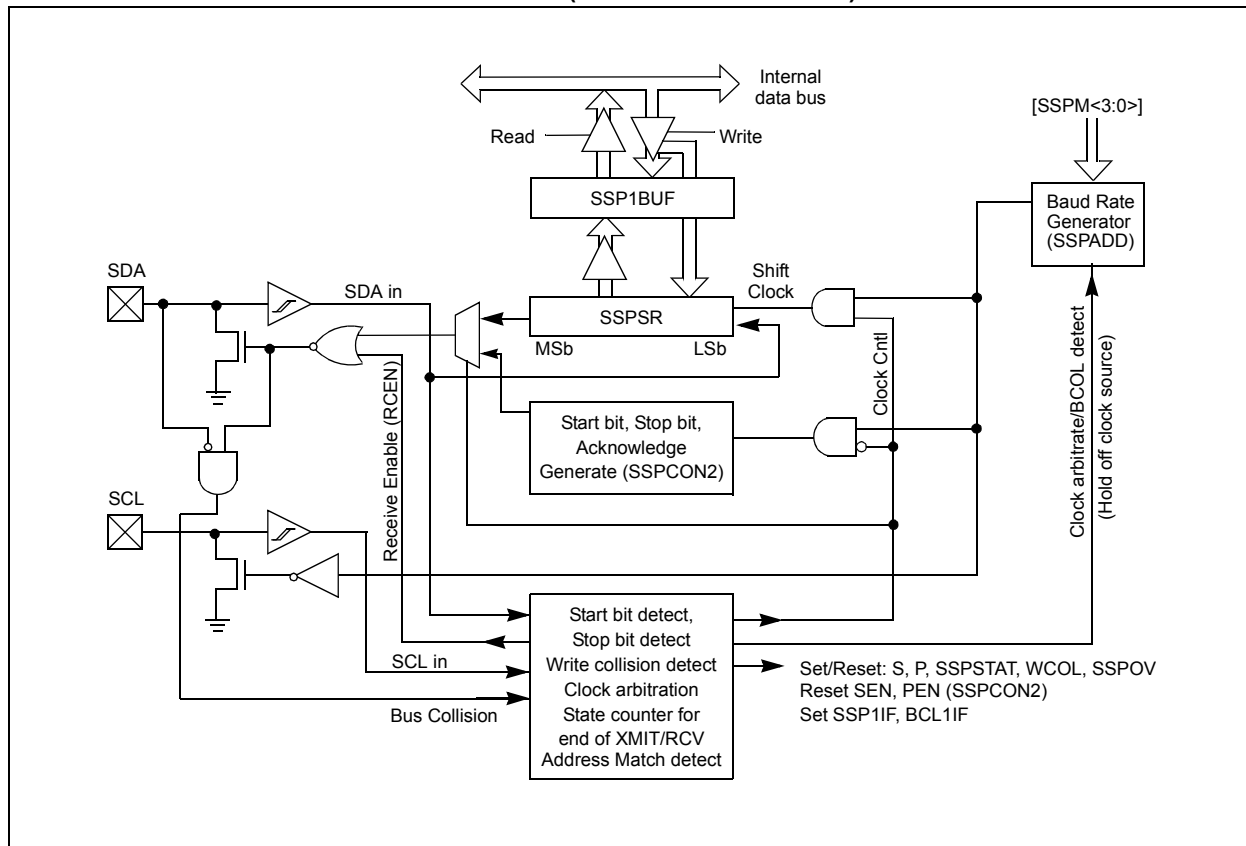 Internal
data bus
[SSPM<3:0>]
Read
Write
SSP1BUF
Baud Rate
Generator
(SSPADD)
SDA
Shift
Clock
SDA in
SSPSR
MSb
LSb
Clock Cntl
Start bit, Stop bit,
Acknowledge
Generate (SSPCON2)
Receive Enable (RCEN)
Clock arbitrate/BCOL detect
(Hold off clock source)
SCL
SCL in
Bus Collision
Start bit detect,
Stop bit detect
Write collision detect
Clock arbitration
State counter for
end of XMIT/RCV
Address Match detect
Set/Reset: S, P, SSPSTAT, WCOL, SSPOV
Reset SEN, PEN (SSPCON2)
Set SSP1IF, BCL1IF